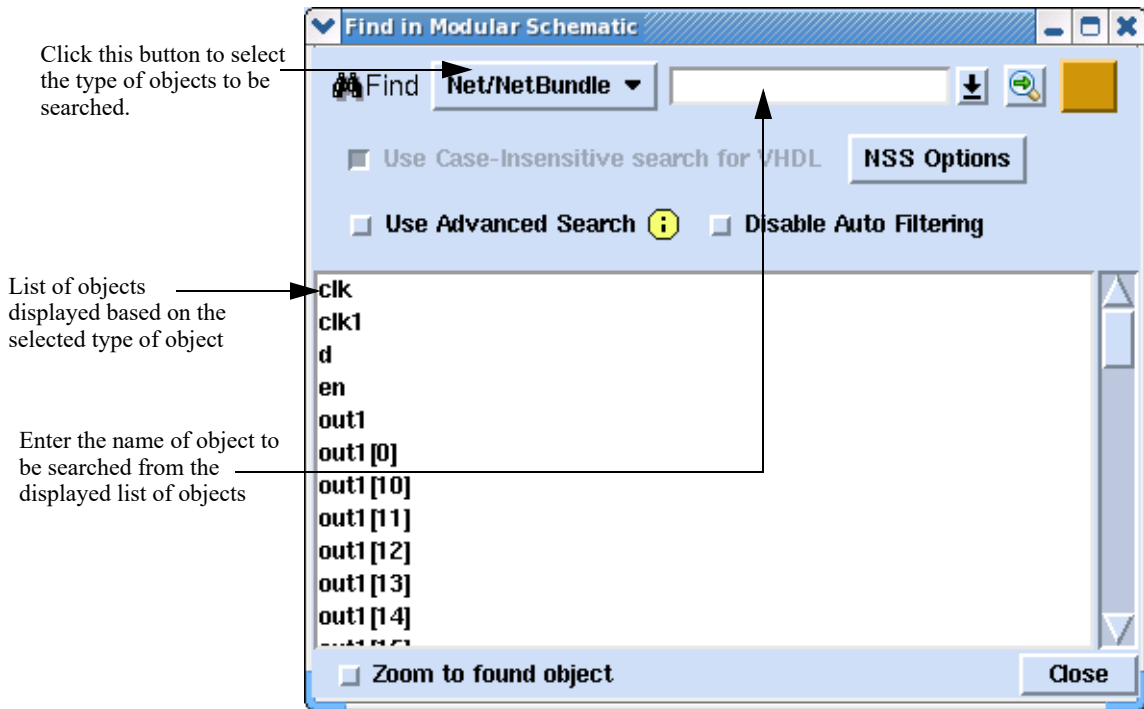 Find in Modular Schematic
Click this button to select
the type of objects to be
searched.
Find Net/NetBundle
Use Case-Insensitive search for VHDL NSS Options
Use Advanced Search i Disable Auto Filtering
List of objects
displayed based on the
selected type of object
clk
clk1
d
en
out1
out1[0]
Enter the name of object to
be searched from the
displayed list of objects
out1[10]
out1[11]
out1[12]
out1[13]
out1[14]
Zoom to found object Close